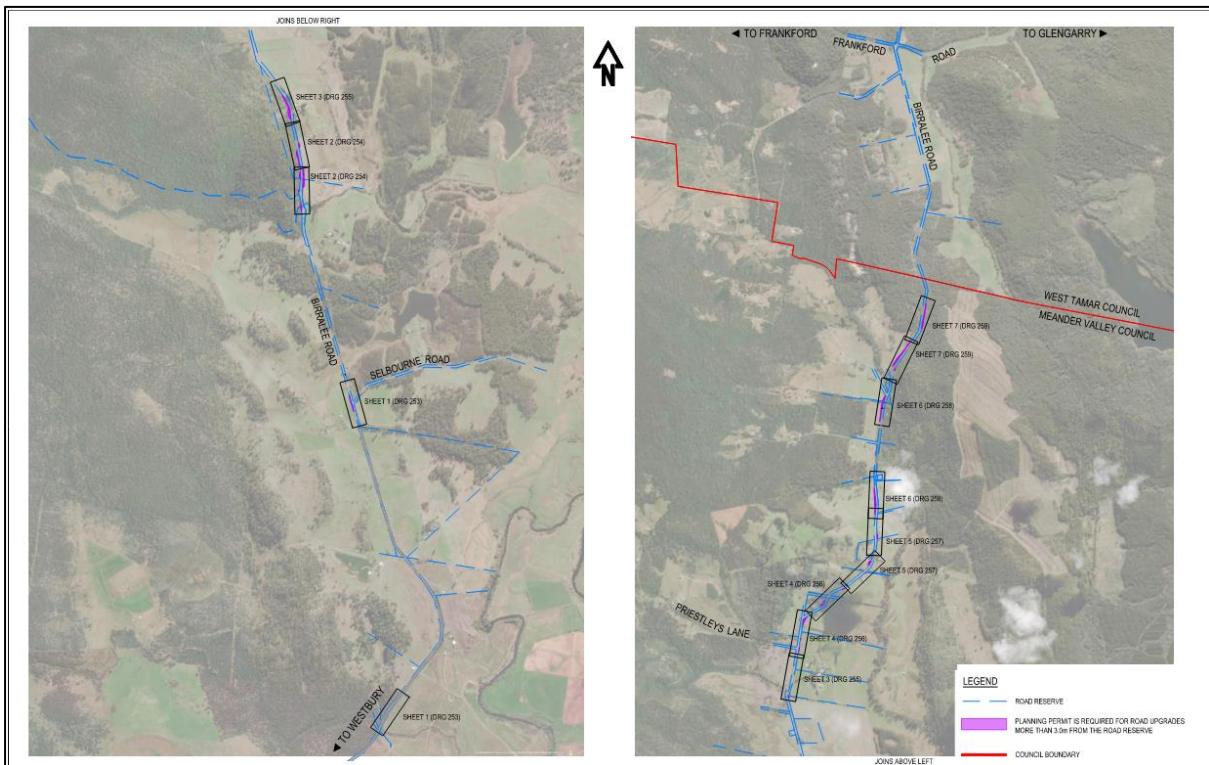 JOINS BELOW RIGHT
N
SHEET 3 (DRG 255)
SHEET 2 (DRG 254)
SHEET 2 (DRG 254)
BIRRALEE ROAD
SELBOURNE ROAD
SHEET 1 (DRG 253)
SHEET 1 (DRG 253)
◄ TO WESTBURY
◄ TO FRANKFORD
TO GLENGARRY ►
FRANKFORD ROAD
BIRRALEE ROAD
WEST TAMAR COUNCIL
MEANDER VALLEY COUNCIL
SHEET 7 (DRG 259)
SHEET 7 (DRG 259)
SHEET 6 (DRG 258)
SHEET 6 (DRG 258)
SHEET 5 (DRG 257)
SHEET 5 (DRG 257)
SHEET 4 (DRG 256)
PRIESTLEYS LANE
SHEET 4 (DRG 256)
SHEET 3 (DRG 255)
LEGEND
ROAD RESERVE
PLANNING PERMIT IS REQUIRED FOR ROAD UPGRADES
MORE THAN 3.0m FROM THE ROAD RESERVE
COUNCIL BOUNDARY
JOINS ABOVE LEFT